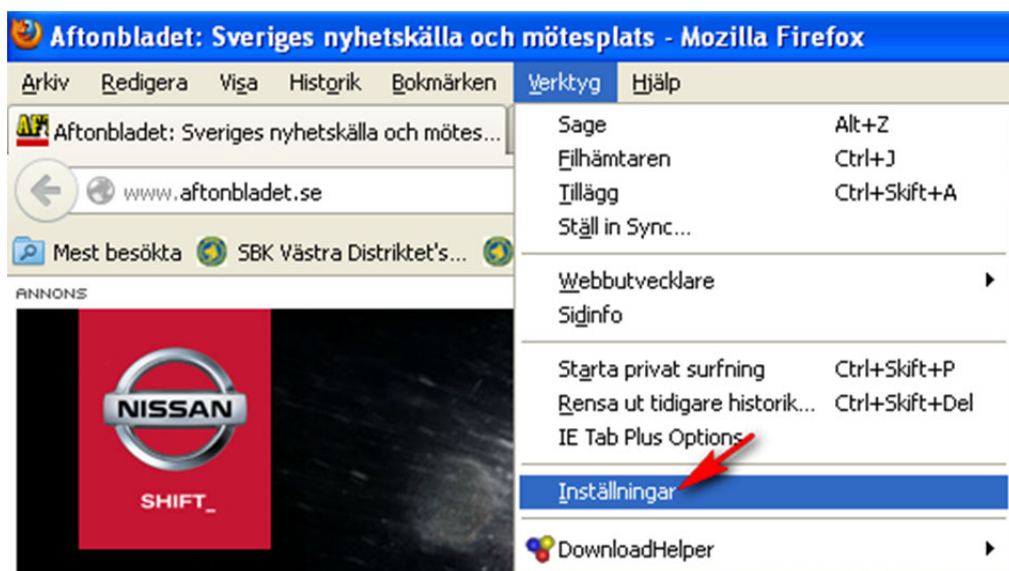 Aftonbladet: Sveriges nyhetskälla och mötesplats - Mozilla Firefox
Arkiv Redigera Visa Historik Bokmärken Verktyg Hjälp
Aftonbladet: Sveriges nyhetskälla och mötes...
www.aftonbladet.se
Mest besökta SBK Västra Distriktet's...
ANNONS
NISSAN
SHIFT_
Sage Alt+Z
Filhämtaren Ctrl+J
Tillägg Ctrl+Skift+A
Ställ in Sync...
Webbutvecklare
Sidinfo
Starta privat surfning Ctrl+Skift+P
Rensa ut tidigare historik... Ctrl+Skift+Del
IE Tab Plus Options
Inställningar
DownloadHelper